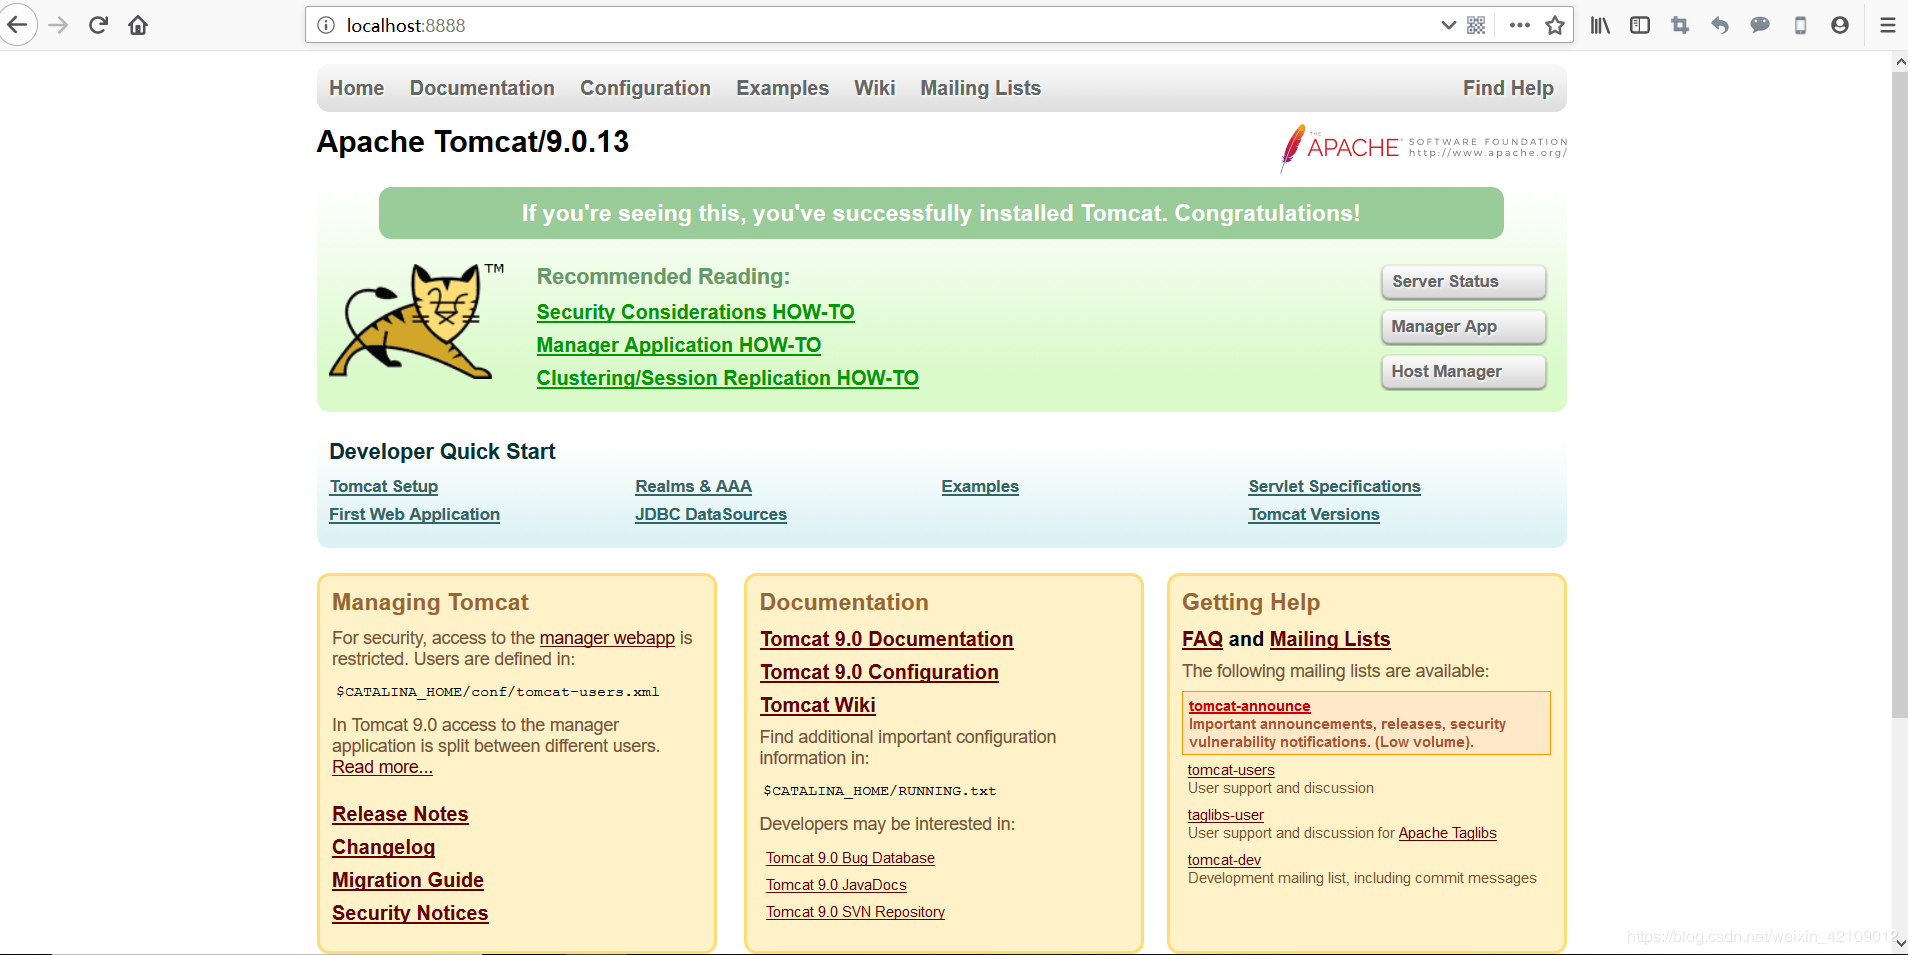 localhost:8888
Home Documentation Configuration Examples Wiki Mailing Lists Find Help
Apache Tomcat/9.0.13
THE APACHE SOFTWARE FOUNDATION
http://www.apache.org/
If you're seeing this, you've successfully installed Tomcat. Congratulations!
TM
Recommended Reading:
Security Considerations HOW-TO
Manager Application HOW-TO
Clustering/Session Replication HOW-TO
Server Status
Manager App
Host Manager
Developer Quick Start
Tomcat Setup
First Web Application
Realms & AAA
JDBC DataSources
Examples
Servlet Specifications
Tomcat Versions
Managing Tomcat
For security, access to the manager webapp is
restricted. Users are defined in:
$CATALINA_HOME/conf/tomcat-users.xml
In Tomcat 9.0 access to the manager
application is split between different users.
Read more...
Release Notes
Changelog
Migration Guide
Security Notices
Documentation
Tomcat 9.0 Documentation
Tomcat 9.0 Configuration
Tomcat Wiki
Find additional important configuration
information in:
$CATALINA_HOME/RUNNING.txt
Developers may be interested in:
Tomcat 9.0 Bug Database
Tomcat 9.0 JavaDocs
Tomcat 9.0 SVN Repository
Getting Help
FAQ and Mailing Lists
The following mailing lists are available:
tomcat-announce
Important announcements, releases, security
vulnerability notifications. (Low volume).
tomcat-users
User support and discussion
taglibs-user
User support and discussion for Apache Taglibs
tomcat-dev
Development mailing list, including commit messages
https://blog.csdn.net/weixin_42109012